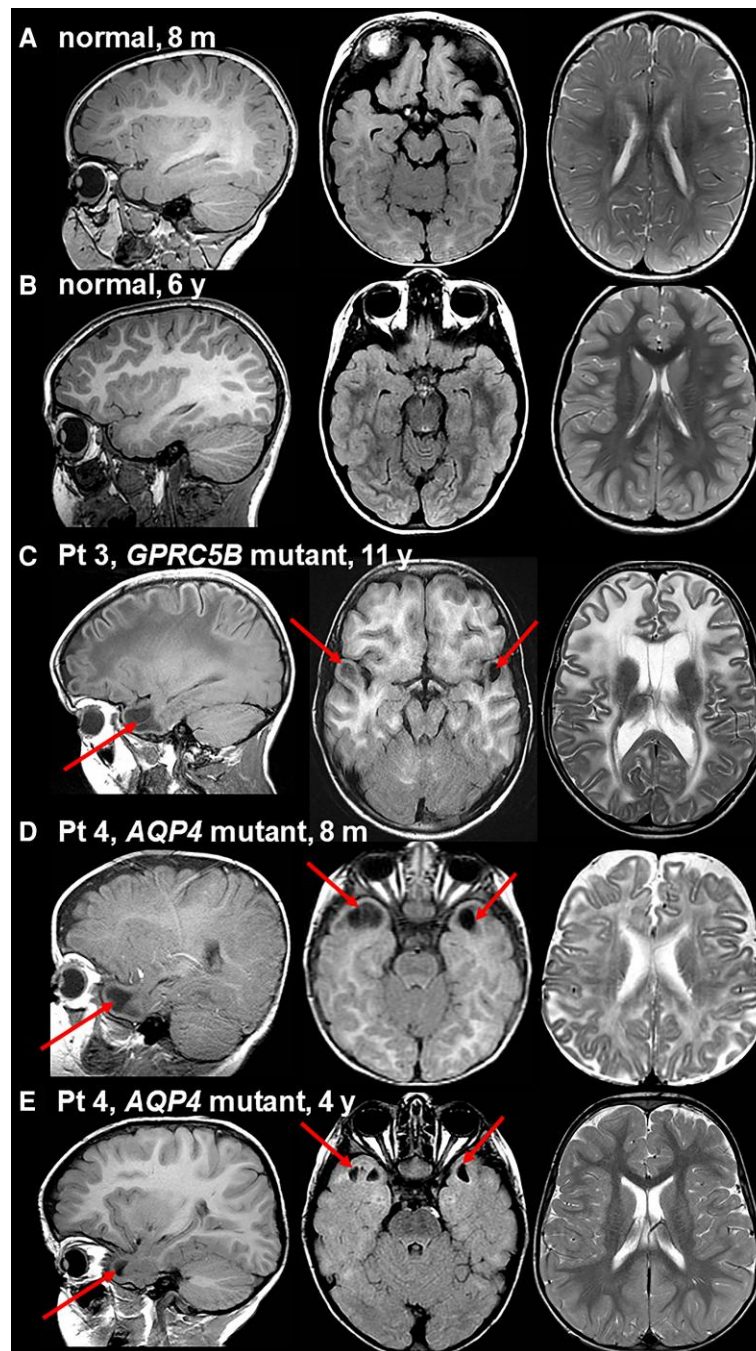 A normal, 8 m
B normal, 6 y
C Pt 3, GPRC5B mutant, 11 y
D Pt 4, AQP4 mutant, 8 m
E Pt 4, AQP4 mutant, 4 y